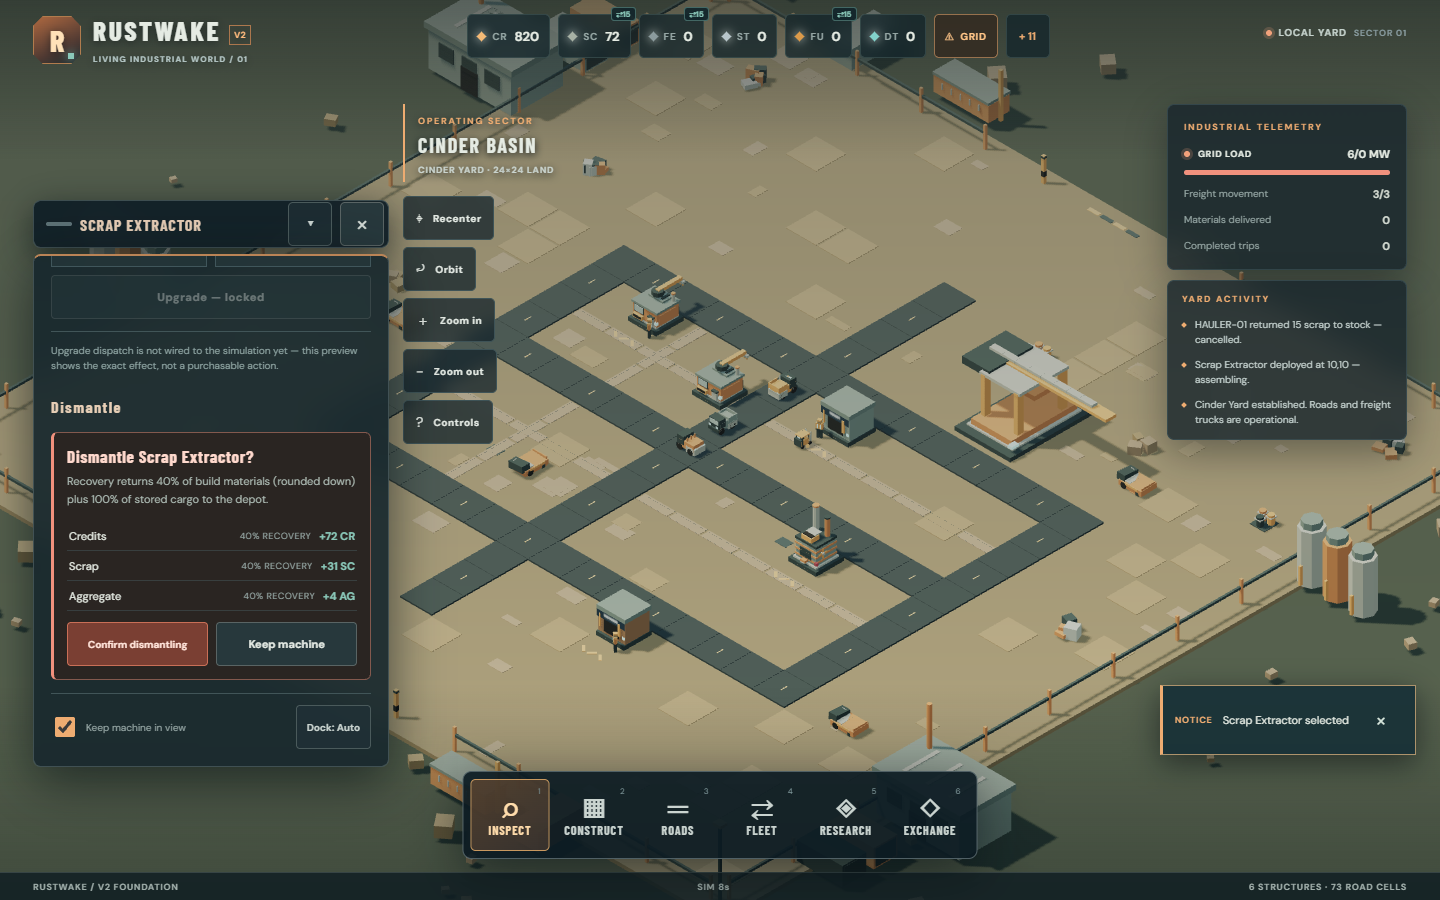 R
RUSTWAKE V2
LIVING INDUSTRIAL WORLD / 01
CR 820
SC 72
⇄15
FE 0
⇄15
ST 0
FU 0
⇄15
DT 0
⚠ GRID
+ 11
LOCAL YARD SECTOR 01
OPERATING SECTOR
CINDER BASIN
CINDER YARD · 24×24 LAND
Recenter
Orbit
+ Zoom in
− Zoom out
? Controls
SCRAP EXTRACTOR
▼
×
Upgrade — locked
Upgrade dispatch is not wired to the simulation yet — this preview
shows the exact effect, not a purchasable action.
Dismantle
Dismantle Scrap Extractor?
Recovery returns 40% of build materials (rounded down)
plus 100% of stored cargo to the depot.
Credits 40% RECOVERY +72 CR
Scrap 40% RECOVERY +31 SC
Aggregate 40% RECOVERY +4 AG
Confirm dismantling
Keep machine
Keep machine in view
Dock: Auto
INDUSTRIAL TELEMETRY
GRID LOAD 6/0 MW
Freight movement 3/3
Materials delivered 0
Completed trips 0
YARD ACTIVITY
HAULER-01 returned 15 scrap to stock —
cancelled.
Scrap Extractor deployed at 10,10 —
assembling.
Cinder Yard established. Roads and freight
trucks are operational.
NOTICE Scrap Extractor selected ×
1
INSPECT
2
CONSTRUCT
3
ROADS
4
FLEET
5
RESEARCH
6
EXCHANGE
RUSTWAKE / V2 FOUNDATION
SIM 8s
6 STRUCTURES · 73 ROAD CELLS